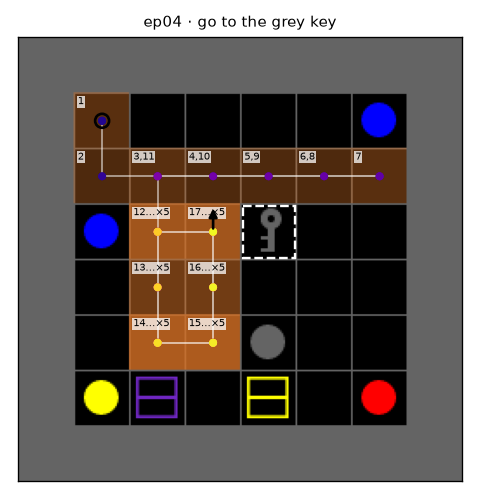 ep04 · go to the grey key
1
2 3,11 4,10 5,9 6,8 7
12...×5 17...×5
13...×5 16...×5
14...×5 15...×5